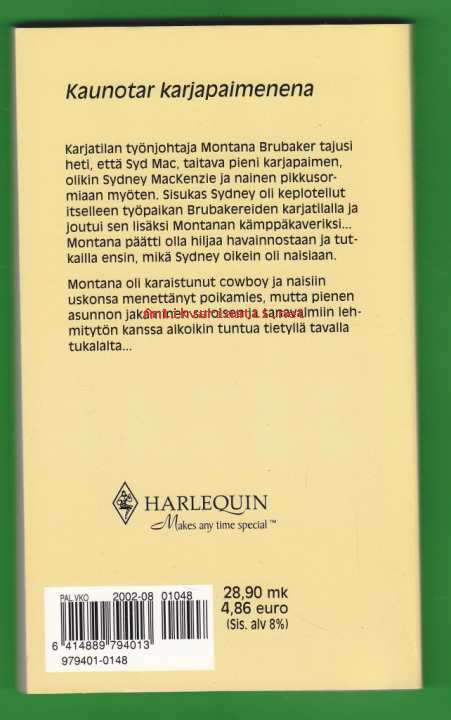 Kaunotar karjapaimenena
Karjatilan työnjohtaja Montana Brubaker tajusi
heti, että Syd Mac, taitava pieni karjapaimen,
olikin Sydney MacKenzie ja nainen pikkusor-
miaan myöten. Sisukas Sydney oli keplotellut
itselleen työpaikan Brubakereiden karjatilalla ja
joutui sen lisäksi Montanan kämppäkaveriksi...
Montana päätti olla hiljaa havainnostaan ja tut-
kailla ensin, mikä Sydney oikein oli naisiaan.
Montana oli karaistunut cowboy ja naisiin
uskonsa menettänyt poikamies, mutta pienen
asunnon jakaminen suloisen ja sanavalmiin leh-
mitytön kanssa alkoikin tuntua tietyllä tavalla
tukalalta...
HARLEQUIN
Makes any time special™
PAL.VKO 2002-08 01048
6 414889 794013
979401-0148
28,90 mk
4,86 euro
(Sis. alv 8%)